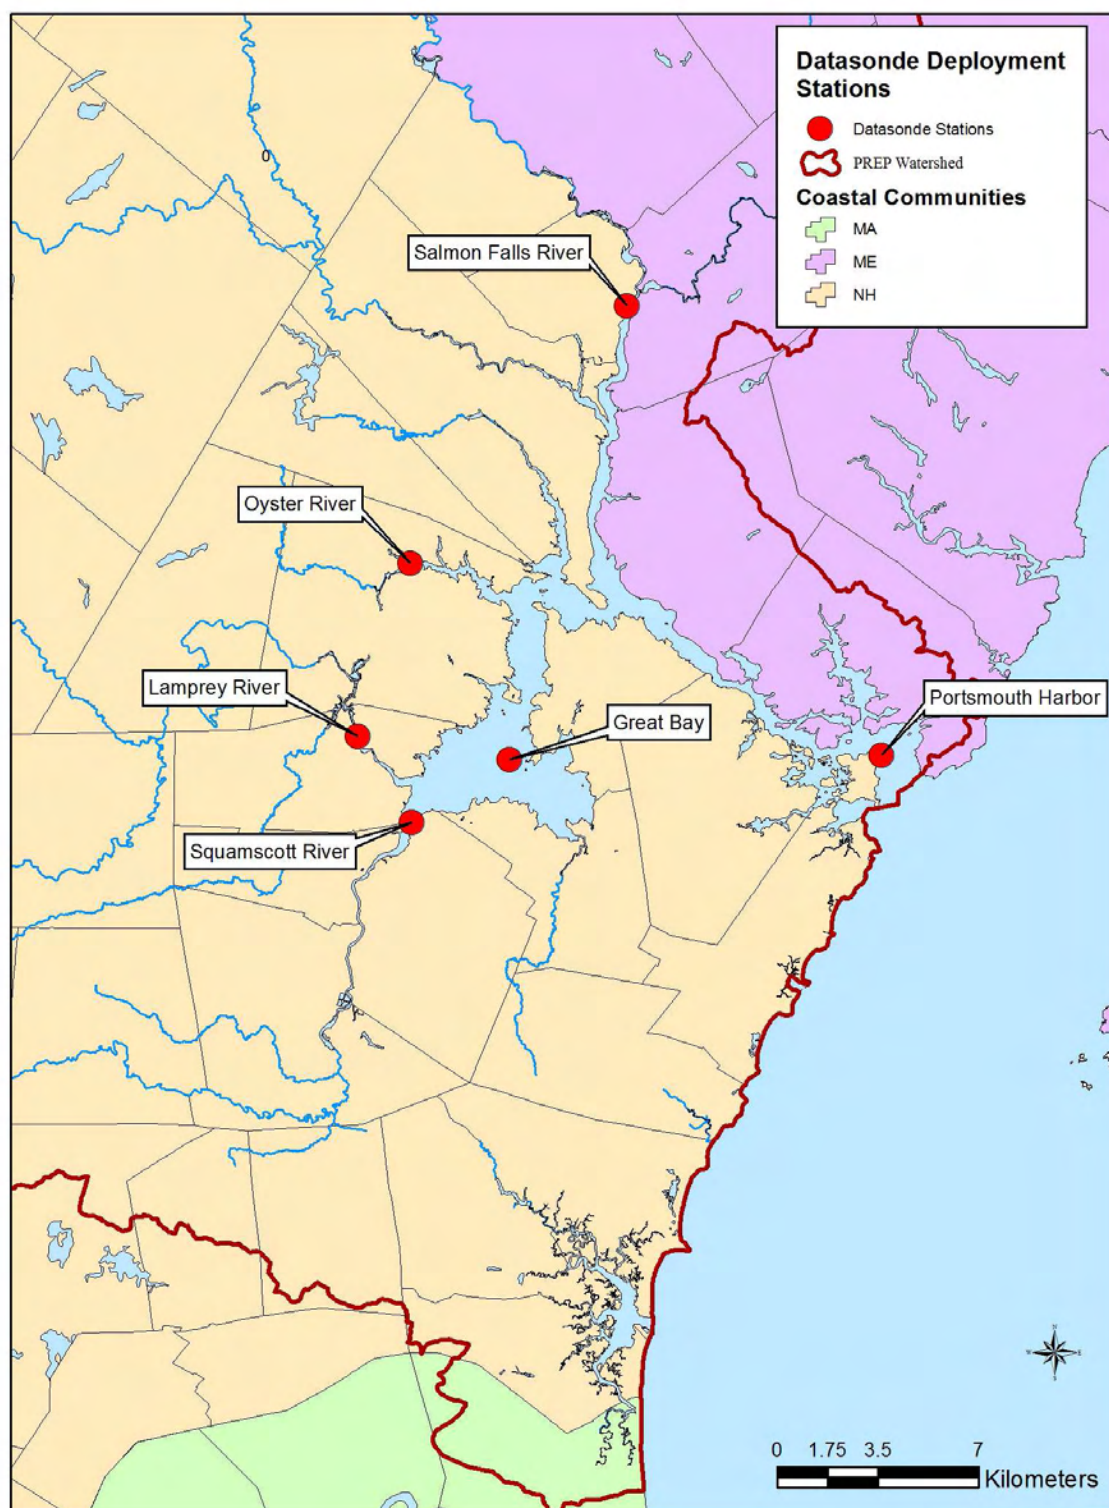 Datasonde Deployment
Stations
Datasonde Stations
PREP Watershed
Coastal Communities
MA
ME
NH
0
Salmon Falls River
Oyster River
Lamprey River
Portsmouth Harbor
Great Bay
Squamscott River
N
W E
S
0 1.75 3.5 7
Kilometers